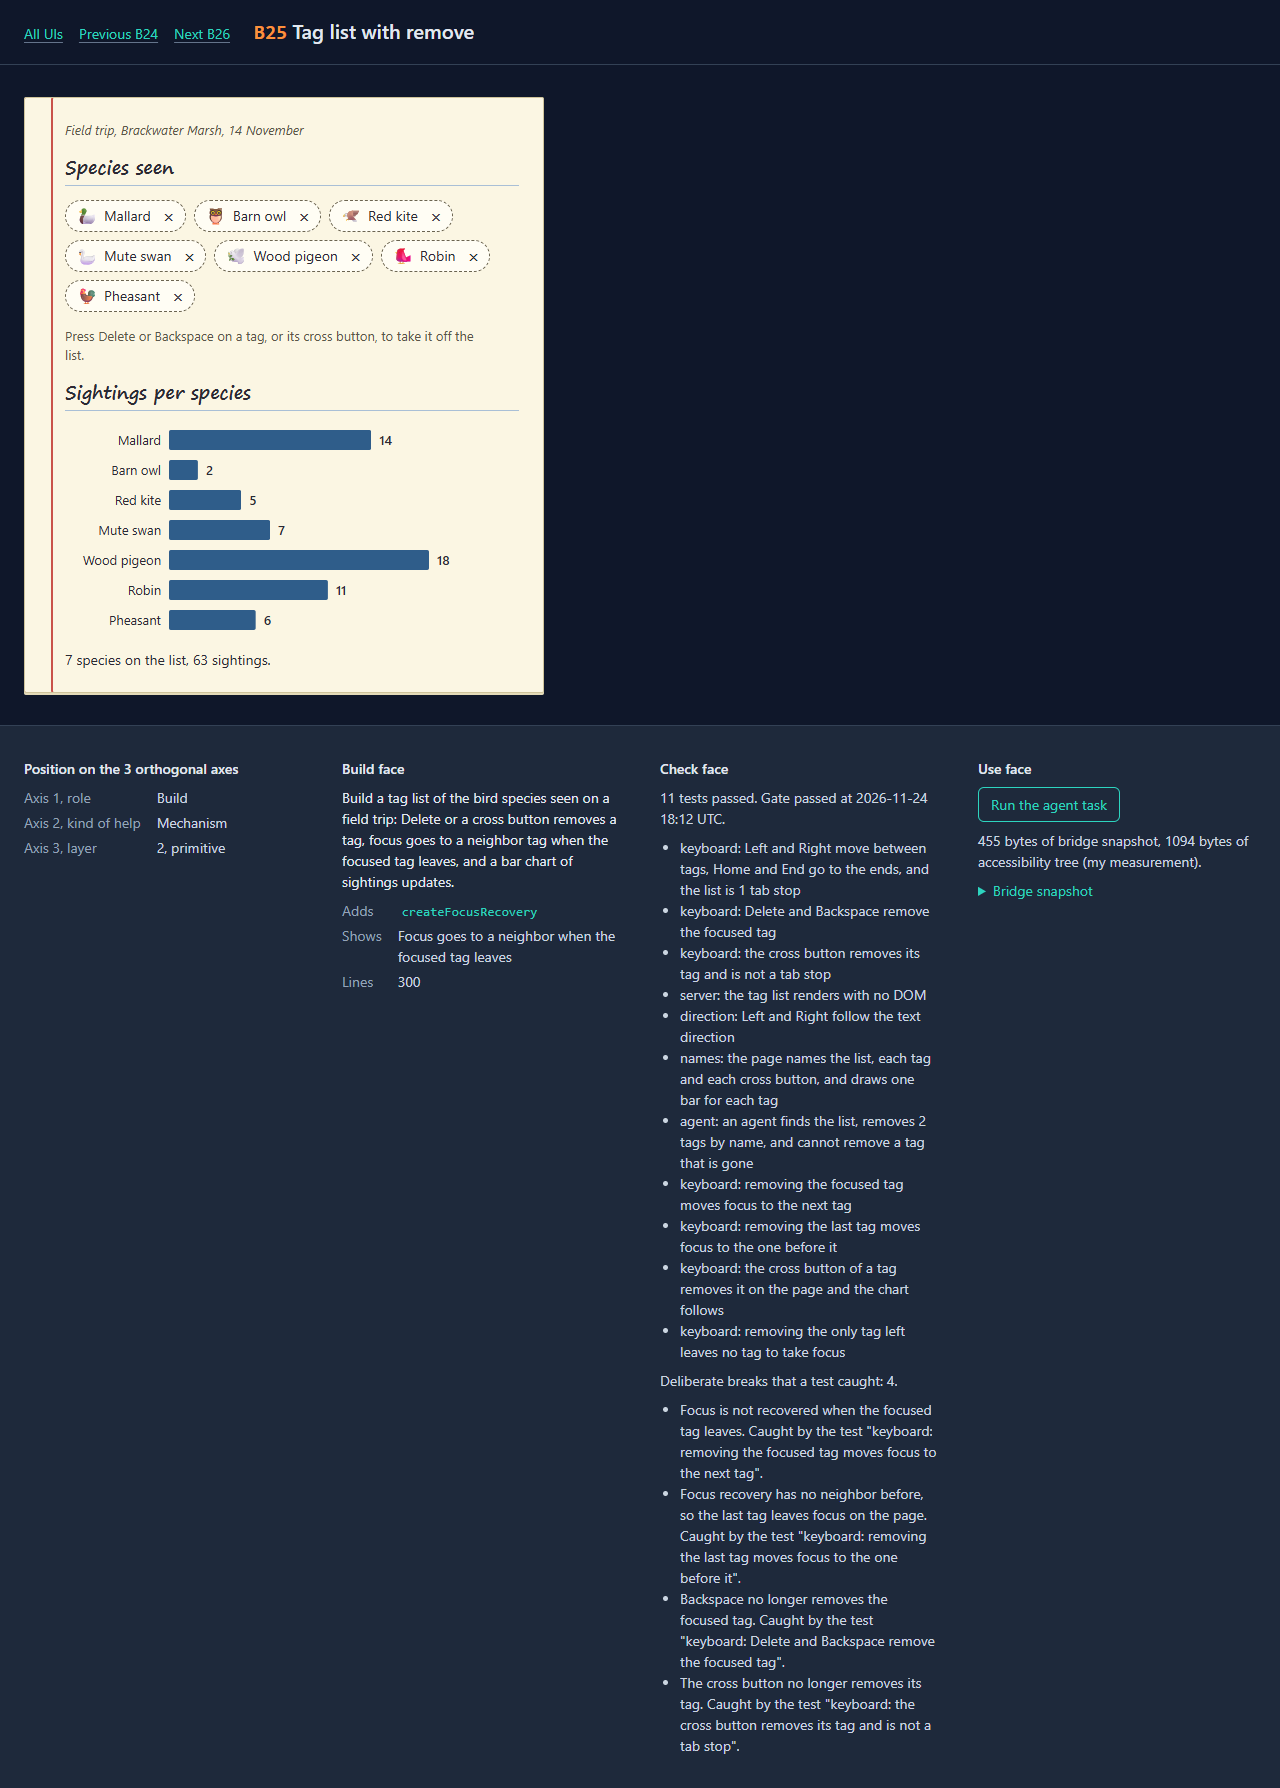 All UIs Previous B24 Next B26 B25 Tag list with remove
Field trip, Brackwater Marsh, 14 November
Species seen
Mallard × Barn owl × Red kite ×
Mute swan × Wood pigeon × Robin ×
Pheasant ×
Press Delete or Backspace on a tag, or its cross button, to take it off the
list.
Sightings per species
Mallard 14
Barn owl 2
Red kite 5
Mute swan 7
Wood pigeon 18
Robin 11
Pheasant 6
7 species on the list, 63 sightings.
Position on the 3 orthogonal axes
Axis 1, role Build
Axis 2, kind of help Mechanism
Axis 3, layer 2, primitive
Build face
Build a tag list of the bird species seen on a
field trip: Delete or a cross button removes a
tag, focus goes to a neighbor tag when the
focused tag leaves, and a bar chart of
sightings updates.
Adds createFocusRecovery
Shows Focus goes to a neighbor when the
focused tag leaves
Lines 300
Check face
11 tests passed. Gate passed at 2026-11-24
18:12 UTC.
• keyboard: Left and Right move between
tags, Home and End go to the ends, and
the list is 1 tab stop
• keyboard: Delete and Backspace remove
the focused tag
• keyboard: the cross button removes its
tag and is not a tab stop
• server: the tag list renders with no DOM
• direction: Left and Right follow the text
direction
• names: the page names the list, each tag
and each cross button, and draws one
bar for each tag
• agent: an agent finds the list, removes 2
tags by name, and cannot remove a tag
that is gone
• keyboard: removing the focused tag
moves focus to the next tag
• keyboard: removing the last tag moves
focus to the one before it
• keyboard: the cross button of a tag
removes it on the page and the chart
follows
• keyboard: removing the only tag left
leaves no tag to take focus
Deliberate breaks that a test caught: 4.
• Focus is not recovered when the focused
tag leaves. Caught by the test "keyboard:
removing the focused tag moves focus to
the next tag".
• Focus recovery has no neighbor before,
so the last tag leaves focus on the page.
Caught by the test "keyboard: removing
the last tag moves focus to the one
before it".
• Backspace no longer removes the
focused tag. Caught by the test
"keyboard: Delete and Backspace remove
the focused tag".
• The cross button no longer removes its
tag. Caught by the test "keyboard: the
cross button removes its tag and is not a
tab stop".
Use face
Run the agent task
455 bytes of bridge snapshot, 1094 bytes of
accessibility tree (my measurement).
▶ Bridge snapshot